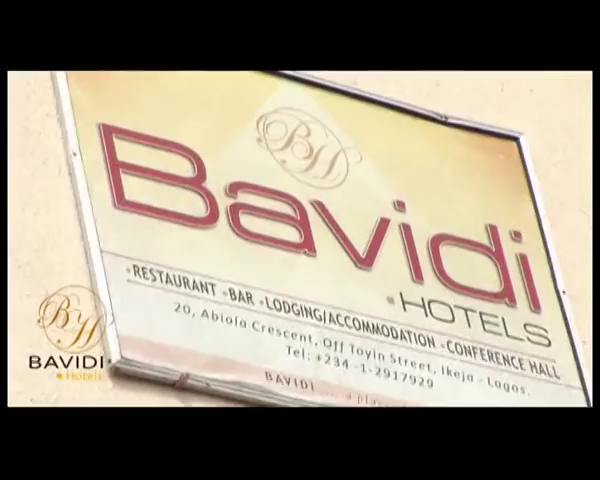 BH
Bavidi
•HOTELS
•RESTAURANT •BAR •LODGING/ACCOMMODATION •CONFERENCE HALL
20, Abiola Crescent, Off Toyin Street, Ikeja - Lagos.
Tel: +234 -1-2917929
BAVIDI ......a
BH
BAVIDI
•Hotels